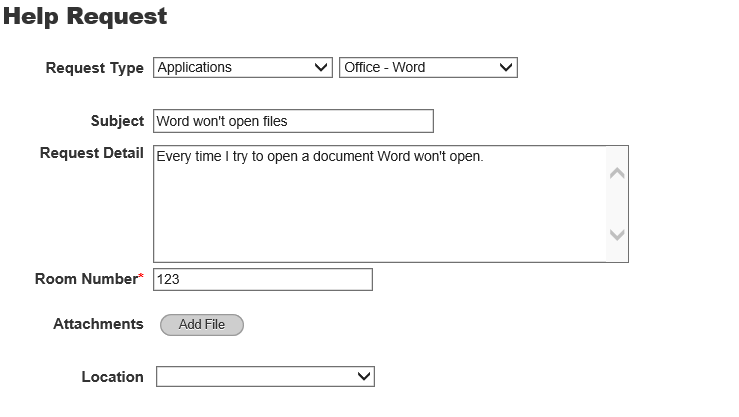 Help Request
Request Type Applications Office - Word
Subject Word won't open files
Request Detail Every time I try to open a document Word won't open.
Room Number* 123
Attachments Add File
Location